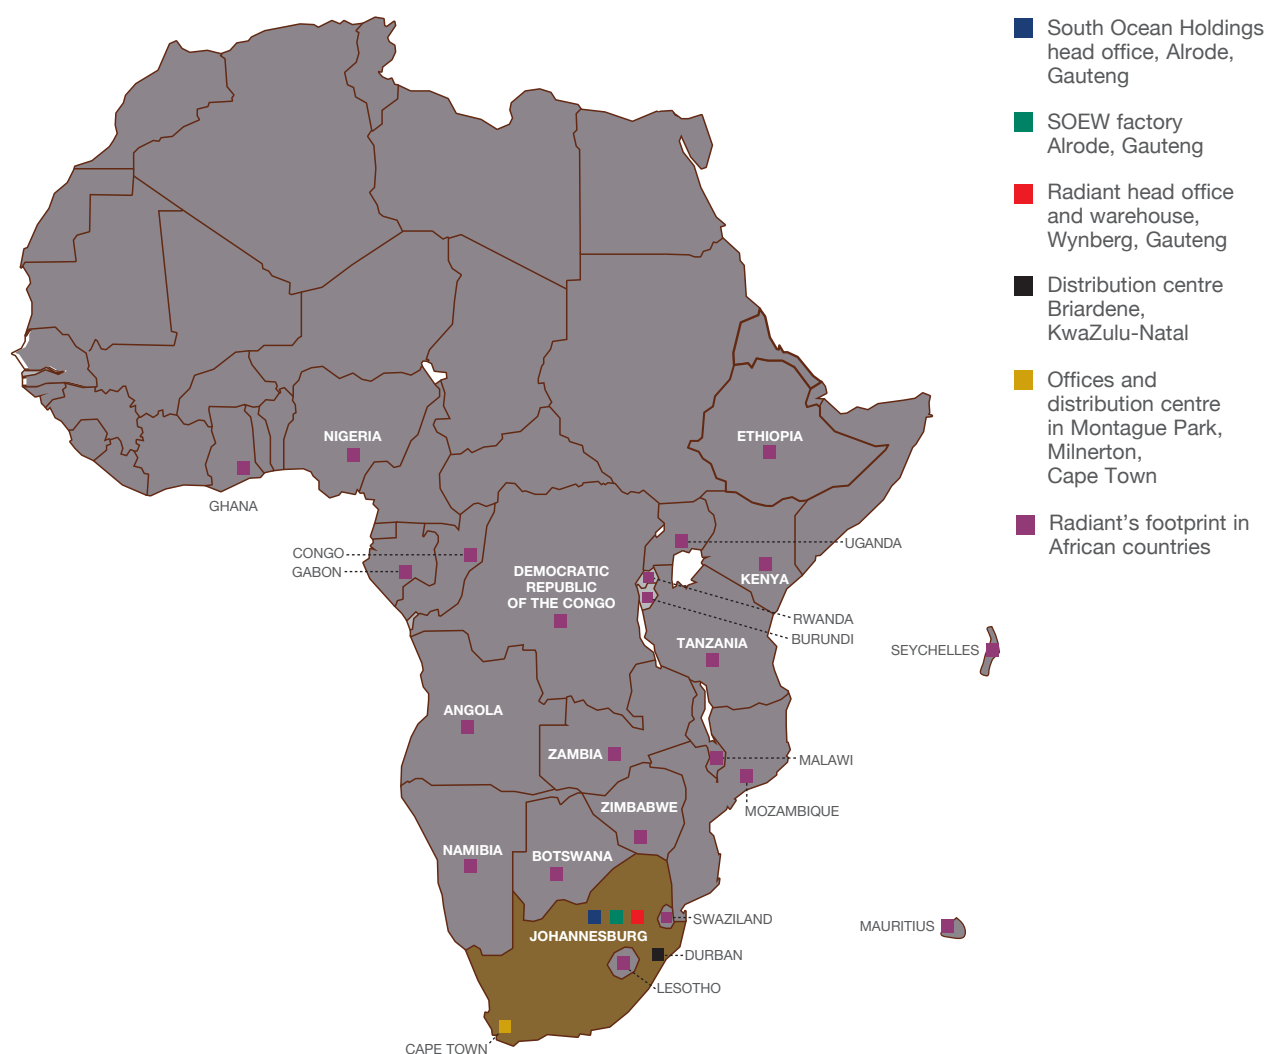 South Ocean Holdings
head office, Alrode,
Gauteng
SOEW factory
Alrode, Gauteng
Radiant head office
and warehouse,
Wynberg, Gauteng
Distribution centre
Briardene,
KwaZulu-Natal
Offices and
distribution centre
in Montague Park,
Milnerton,
Cape Town
Radiant's footprint in
African countries
NIGERIA
ETHIOPIA
GHANA
CONGO
GABON
UGANDA
DEMOCRATIC
REPUBLIC
OF THE CONGO
KENYA
RWANDA
BURUNDI
TANZANIA
SEYCHELLES
ANGOLA
ZAMBIA
MALAWI
MOZAMBIQUE
ZIMBABWE
NAMIBIA
BOTSWANA
SWAZILAND
MAURITIUS
JOHANNESBURG
DURBAN
LESOTHO
CAPE TOWN